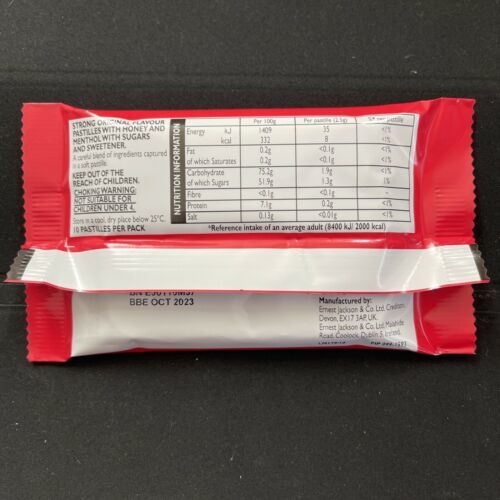 STRONG ORIGINAL FLAVOUR
PASTILLES WITH HONEY AND
MENTHOL WITH SUGARS
AND SWEETENER.
A careful blend of ingredients captured
in a soft pastille.
KEEP OUT OF THE
REACH OF CHILDREN.
CHOKING WARNING:
NOT SUITABLE FOR
CHILDREN UNDER 4.
Store in a cool, dry place below 25°C.
10 PASTILLES PER PACK
NUTRITION INFORMATION
Per 100g Per pastille (2.5g) %* per pastille
Energy kJ 1409 35 <1%
kcal 332 8 <1%
Fat 0.2g <0.1g <1%
of which Saturates 0.2g <0.1g <1%
Carbohydrate 75.2g 1.9g <1%
of which Sugars 51.9g 1.3g 1%
Fibre <0.1g <0.1g -
Protein 7.1g 0.2g <1%
Salt 0.13g <0.01g <1%
*Reference intake of an average adult (8400 kJ/ 2000 kcal)
BBE OCT 2023
Manufactured by:
Ernest Jackson & Co. Ltd, Crediton,
Devon, EX17 3AP, UK.
Ernest Jackson & Co. Ltd, Malahide
Road, Coolock, Dublin 5, Ireland.